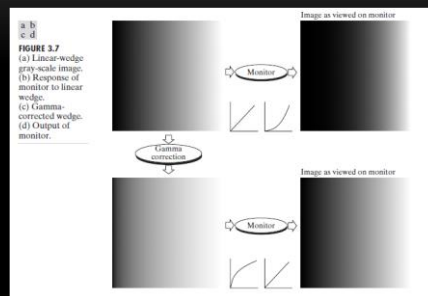 a b
c d
FIGURE 3.7
(a) Linear-wedge
gray-scale image.
(b) Response of
monitor to linear
wedge.
(c) Gamma-
corrected wedge.
(d) Output of
monitor.
Image as viewed on monitor
Monitor
Gamma
correction
Image as viewed on monitor
Monitor